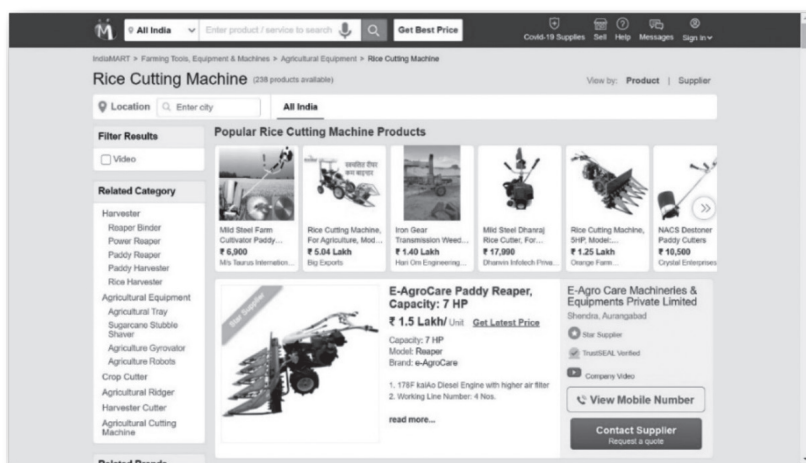 All India
Enter product / service to search
Get Best Price
Covid-19 Supplies
Sell
Help
Messages
Sign In
IndiaMART > Farming Tools, Equipment & Machines > Agricultural Equipment > Rice Cutting Machine
Rice Cutting Machine (238 products available)
View by: Product | Supplier
Location
Enter city
All India
Filter Results
Video
Related Category
Harvester
Reaper Binder
Power Reaper
Paddy Reaper
Paddy Harvester
Rice Harvester
Agricultural Equipment
Agricultural Tray
Sugarcane Stubble
Shaver
Agriculture Gyrovator
Agriculture Robots
Crop Cutter
Agricultural Ridger
Harvester Cutter
Agricultural Cutting
Machine
Related Brands
Popular Rice Cutting Machine Products
Mild Steel Farm
Cultivator Paddy...
₹ 6,900
M/s Taurus Internation...
Rice Cutting Machine,
For Agriculture, Mod...
₹ 5.04 Lakh
Big Exports
Iron Gear
Transmission Weed...
₹ 1.40 Lakh
Hari Om Engineering...
Mild Steel Dhanraj
Rice Cutter, For...
₹ 17,990
Dhanvin Infotech Priva...
Rice Cutting Machine,
5HP, Model:...
₹ 1.25 Lakh
Orange Farm...
NACS Destoner
Paddy Cutters
₹ 10,500
Crystal Enterprises
Star Supplier
E-AgroCare Paddy Reaper,
Capacity: 7 HP
₹ 1.5 Lakh/ Unit Get Latest Price
Capacity: 7 HP
Model: Reaper
Brand: e-AgroCare
1. 178F kaiAo Diesel Engine with higher air filter
2. Working Line Number: 4 Nos.
read more...
E-Agro Care Machineries &
Equipments Private Limited
Shendra, Aurangabad
Star Supplier
TrustSEAL Verified
Company Video
View Mobile Number
Contact Supplier
Request a quote